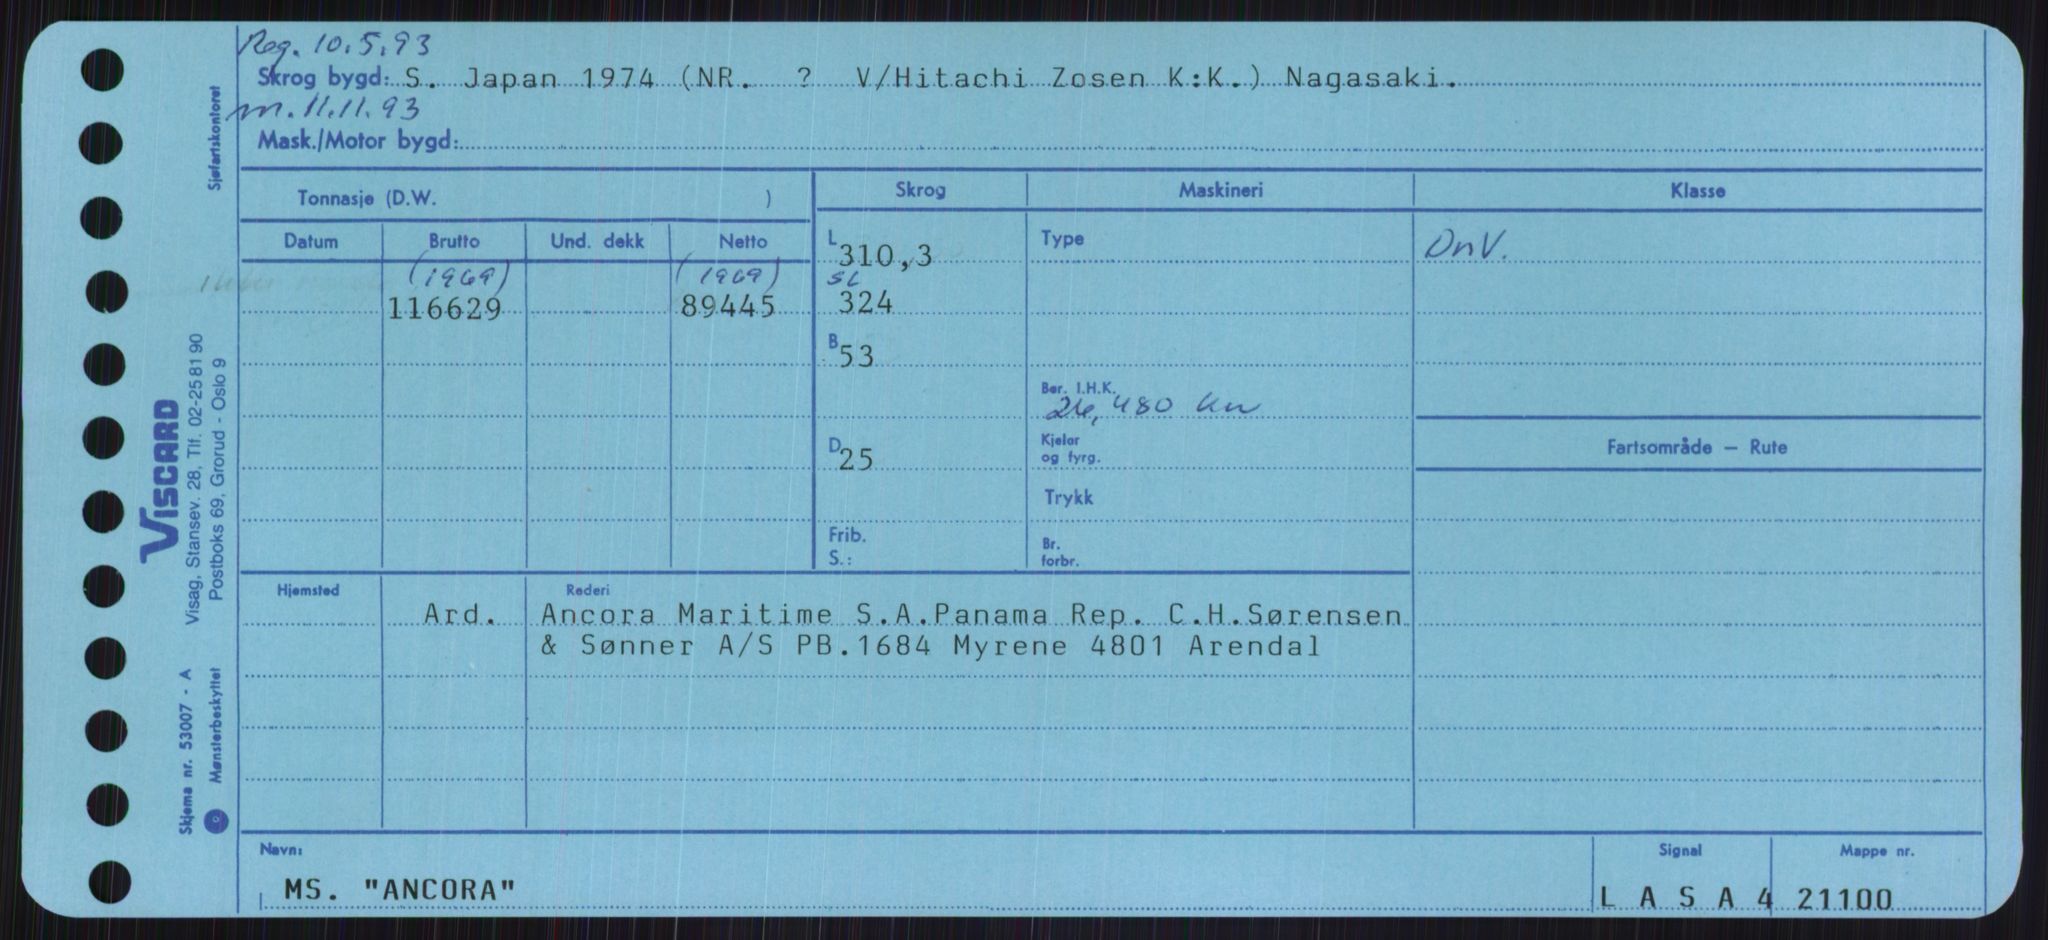 Reg. 10.5.93
Skrog bygd: S. Japan 1974 (NR. ? V/Hitachi Zosen K:K.) Nagasaki.
m. 11.11.93
Mask./Motor bygd:
Tonnasje (D.W. )
Skrog
Maskineri
Klasse
Datum
Brutto
Und. dekk
Netto
L 310,3
Type
DnV.
(1969)
(1969)
SL
116629
89445
324
B 53
Ber. I.H.K.
26,480 kw
D 25
Kjeler
og fyrg.
Fartsområde — Rute
Trykk
Frib.
S.:
Br.
forbr.
Hjemsted
Rederi
Ard. Ancora Maritime S.A.Panama Rep. C.H.Sørensen
& Sønner A/S PB.1684 Myrene 4801 Arendal
Navn:
Signal
Mappe nr.
MS. "ANCORA"
L A S A 4
21100
Sjøfartskontoret
VISCARD
Visag, Stansev. 28, Tlf. 02-258190
Postboks 69, Grorud - Oslo 9
Skjema nr. 53007 - A
Mønsterbeskyttet